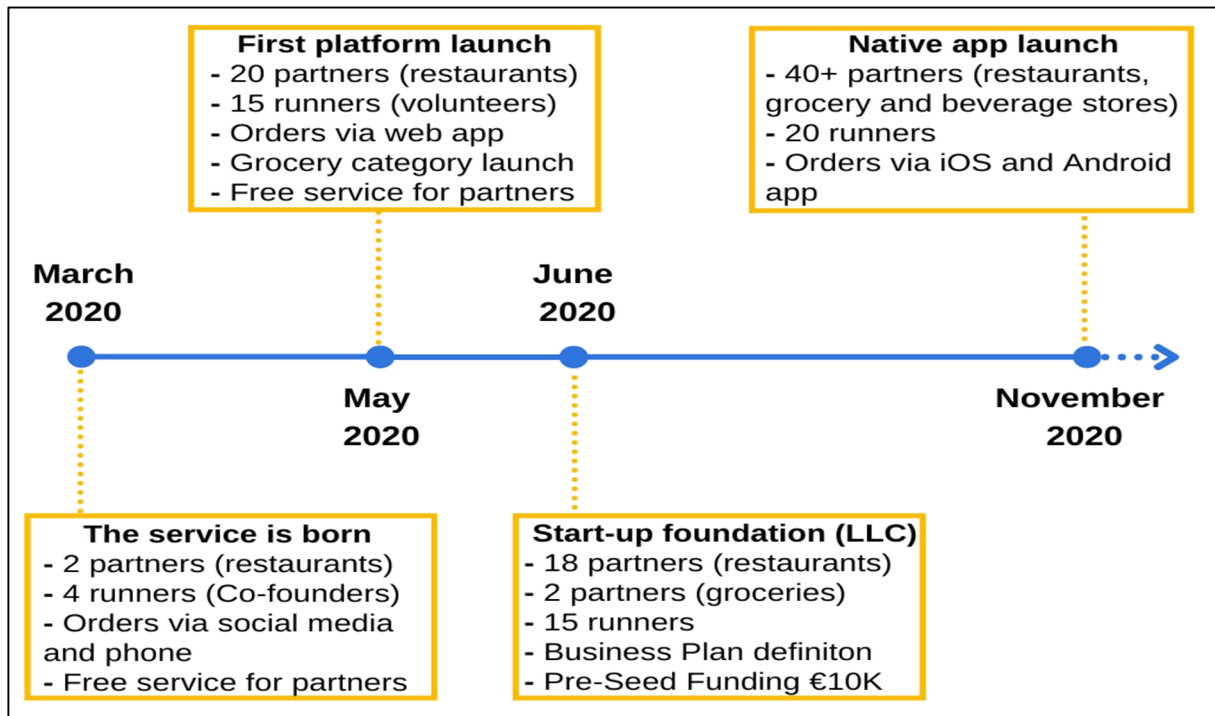 First platform launch
- 20 partners (restaurants)
- 15 runners (volunteers)
- Orders via web app
- Grocery category launch
- Free service for partners
Native app launch
- 40+ partners (restaurants,
grocery and beverage stores)
- 20 runners
- Orders via iOS and Android
app
March
2020
June
2020
May
2020
November
2020
The service is born
- 2 partners (restaurants)
- 4 runners (Co-founders)
- Orders via social media
and phone
- Free service for partners
Start-up foundation (LLC)
- 18 partners (restaurants)
- 2 partners (groceries)
- 15 runners
- Business Plan definiton
- Pre-Seed Funding €10K